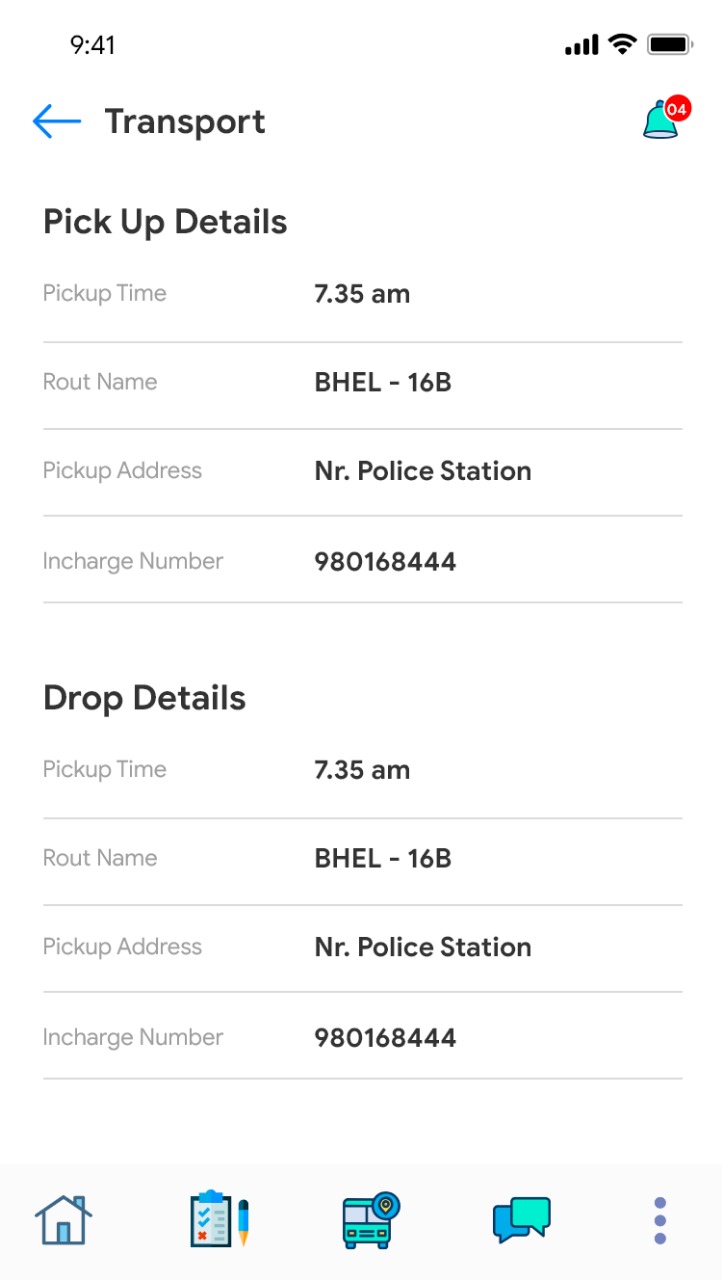 9:41
Transport
04
Pick Up Details
Pickup Time 7.35 am
Rout Name BHEL - 16B
Pickup Address Nr. Police Station
Incharge Number 980168444
Drop Details
Pickup Time 7.35 am
Rout Name BHEL - 16B
Pickup Address Nr. Police Station
Incharge Number 980168444